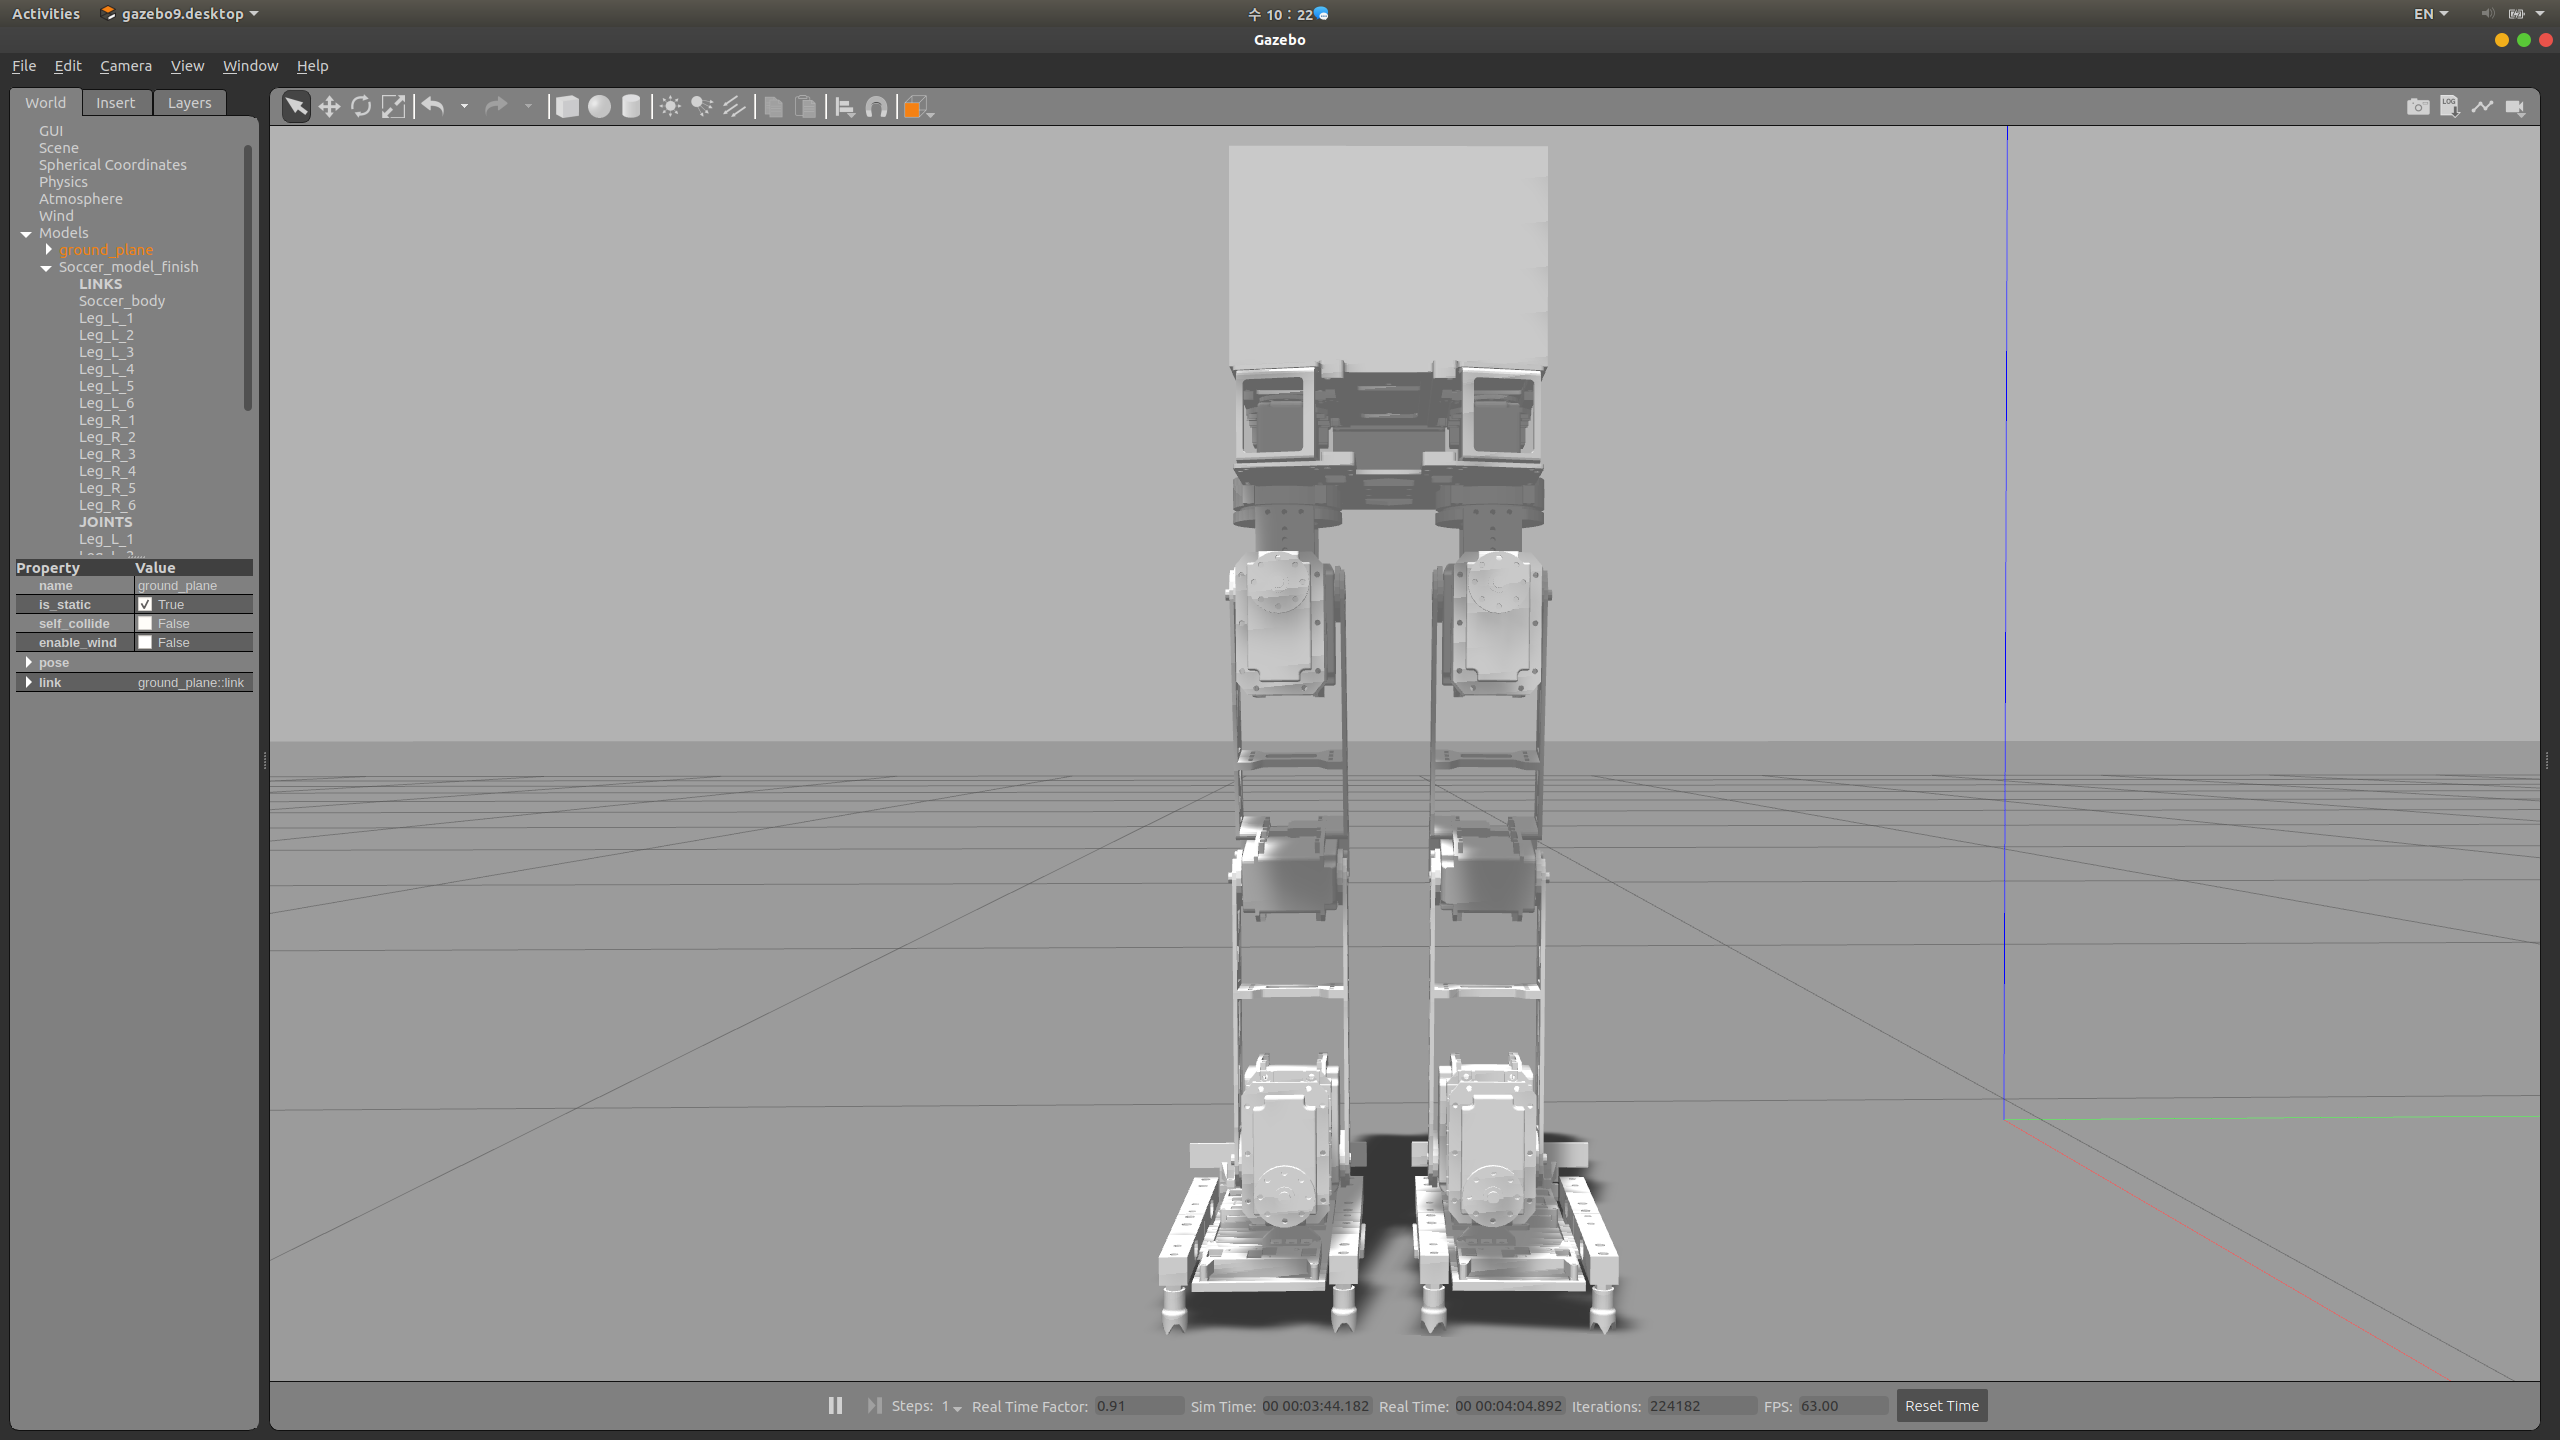 Activities gazebo9.desktop 수 10 : 22 EN
Gazebo
File Edit Camera View Window Help
World Insert Layers
GUI
Scene
Spherical Coordinates
Physics
Atmosphere
Wind
Models
ground_plane
Soccer_model_finish
LINKS
Soccer_body
Leg_L_1
Leg_L_2
Leg_L_3
Leg_L_4
Leg_L_5
Leg_L_6
Leg_R_1
Leg_R_2
Leg_R_3
Leg_R_4
Leg_R_5
Leg_R_6
JOINTS
Leg_L_1
Property Value
name ground_plane
is_static True
self_collide False
enable_wind False
pose
link ground_plane::link
LOG
Steps: 1 Real Time Factor: 0.91 Sim Time: 00 00:03:44.182 Real Time: 00 00:04:04.892 Iterations: 224182 FPS: 63.00 Reset Time